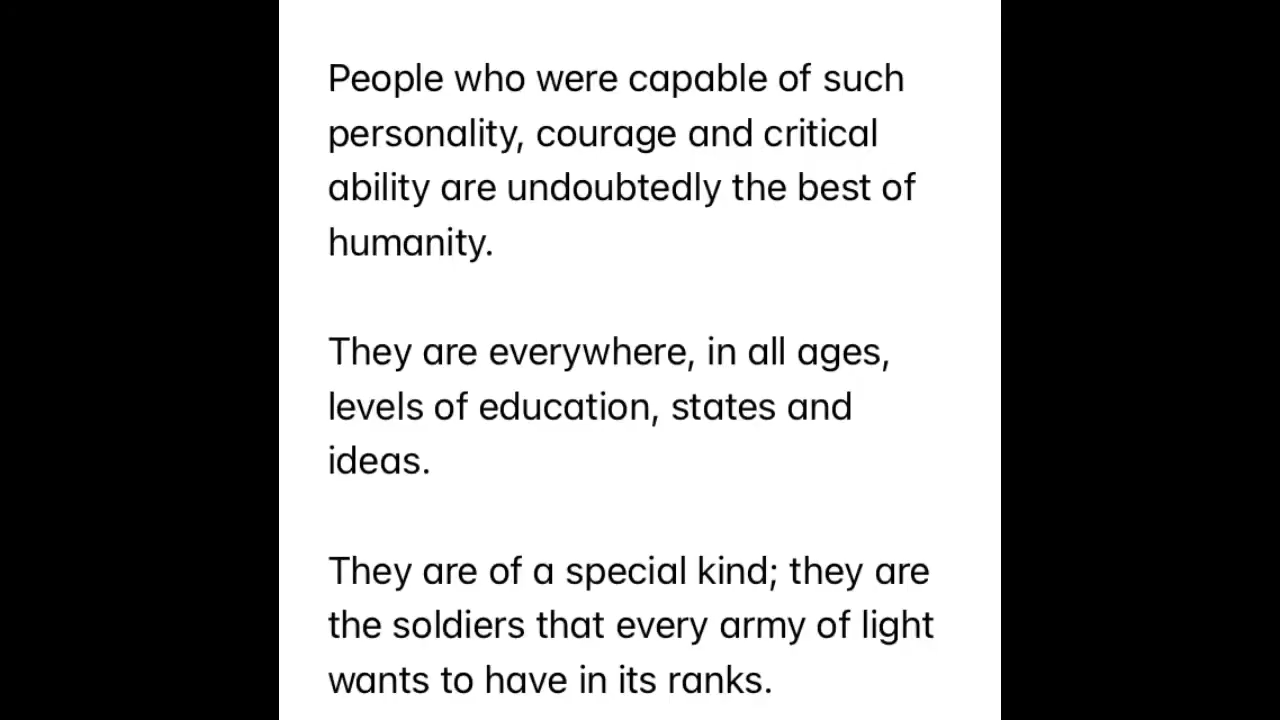 People who were capable of such
personality, courage and critical
ability are undoubtedly the best of
humanity.
They are everywhere, in all ages,
levels of education, states and
ideas.
They are of a special kind; they are
the soldiers that every army of light
wants to have in its ranks.